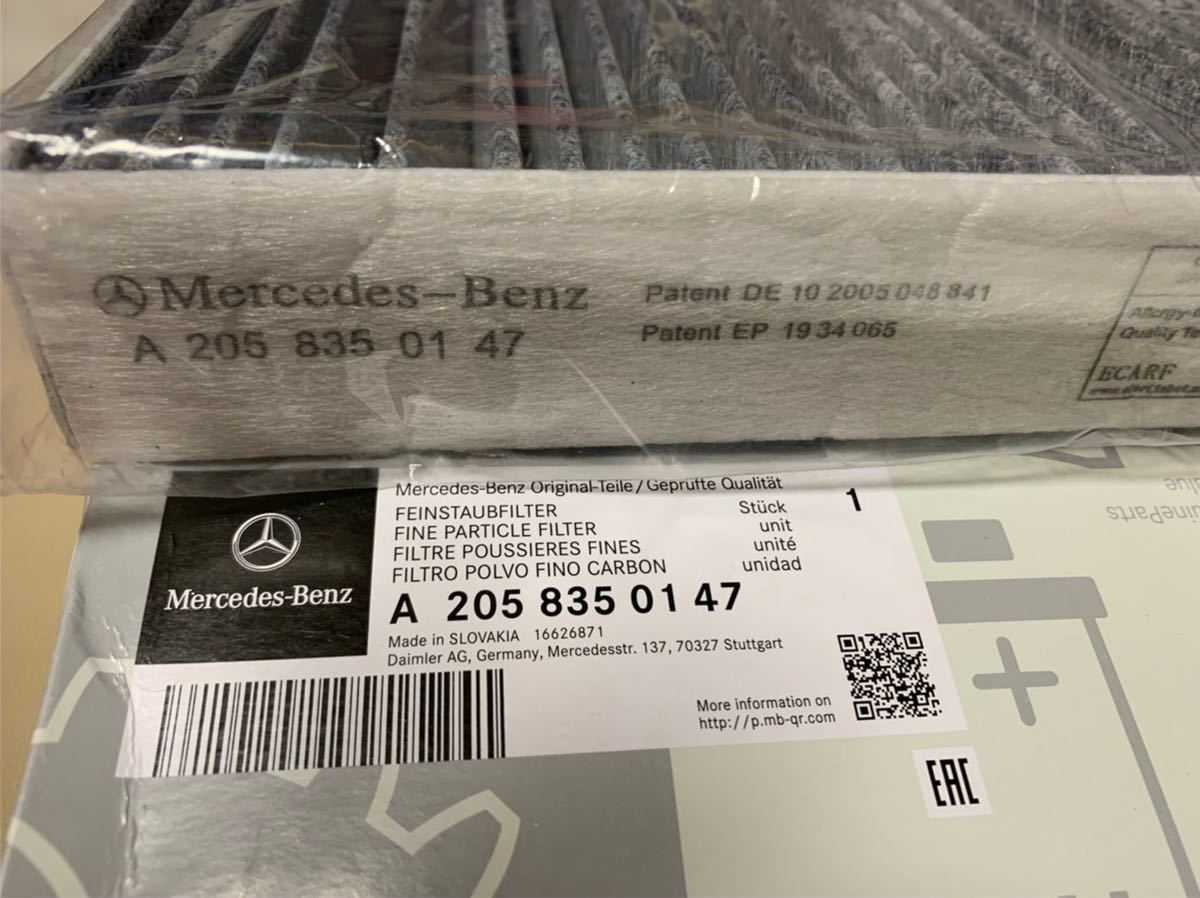 Mercedes-Benz
A 205 835 01 47
Patent DE 10 2005 048 841
Patent EP 1934 065
Quality
ECARF
Mercedes-Benz Original-Teile/Geprüfte Qualität
FEINSTAUBFILTER Stück 1
FINE PARTICLE FILTER unit
FILTRE POUSSIERES FINES unité
FILTRO POLVO FINO CARBON unidad
Mercedes-Benz
A 205 835 01 47
Made in SLOVAKIA 16626871
Daimler AG, Germany, Mercedesstr. 137, 70327 Stuttgart
More information on
http://p.mb-qr.com
EAC